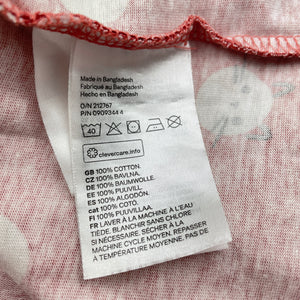 Made in Bangladesh
Fabriqué au Bangladesh
Hecho en Bangladesh
O/N 212767
P/N 0909364 4
40
clevercare.info
GB 100% COTTON.
CZ 100% BAVLNA.
DE 100% BAUMWOLLE.
EE 100% PUUVILL.
ES 100% ALGODÓN.
cat 100% COTÓ.
FI 100% PUUVILLAA.
FR LAVER À LA MACHINE À L'EAU
TIÈDE, BLANCHIR SANS CHLORE
SI NÉCESSAIRE, SÉCHER À LA
MACHINE CYCLE MOYEN, REPASSER
À TEMPÉRATURE MOYENNE, PAS DE